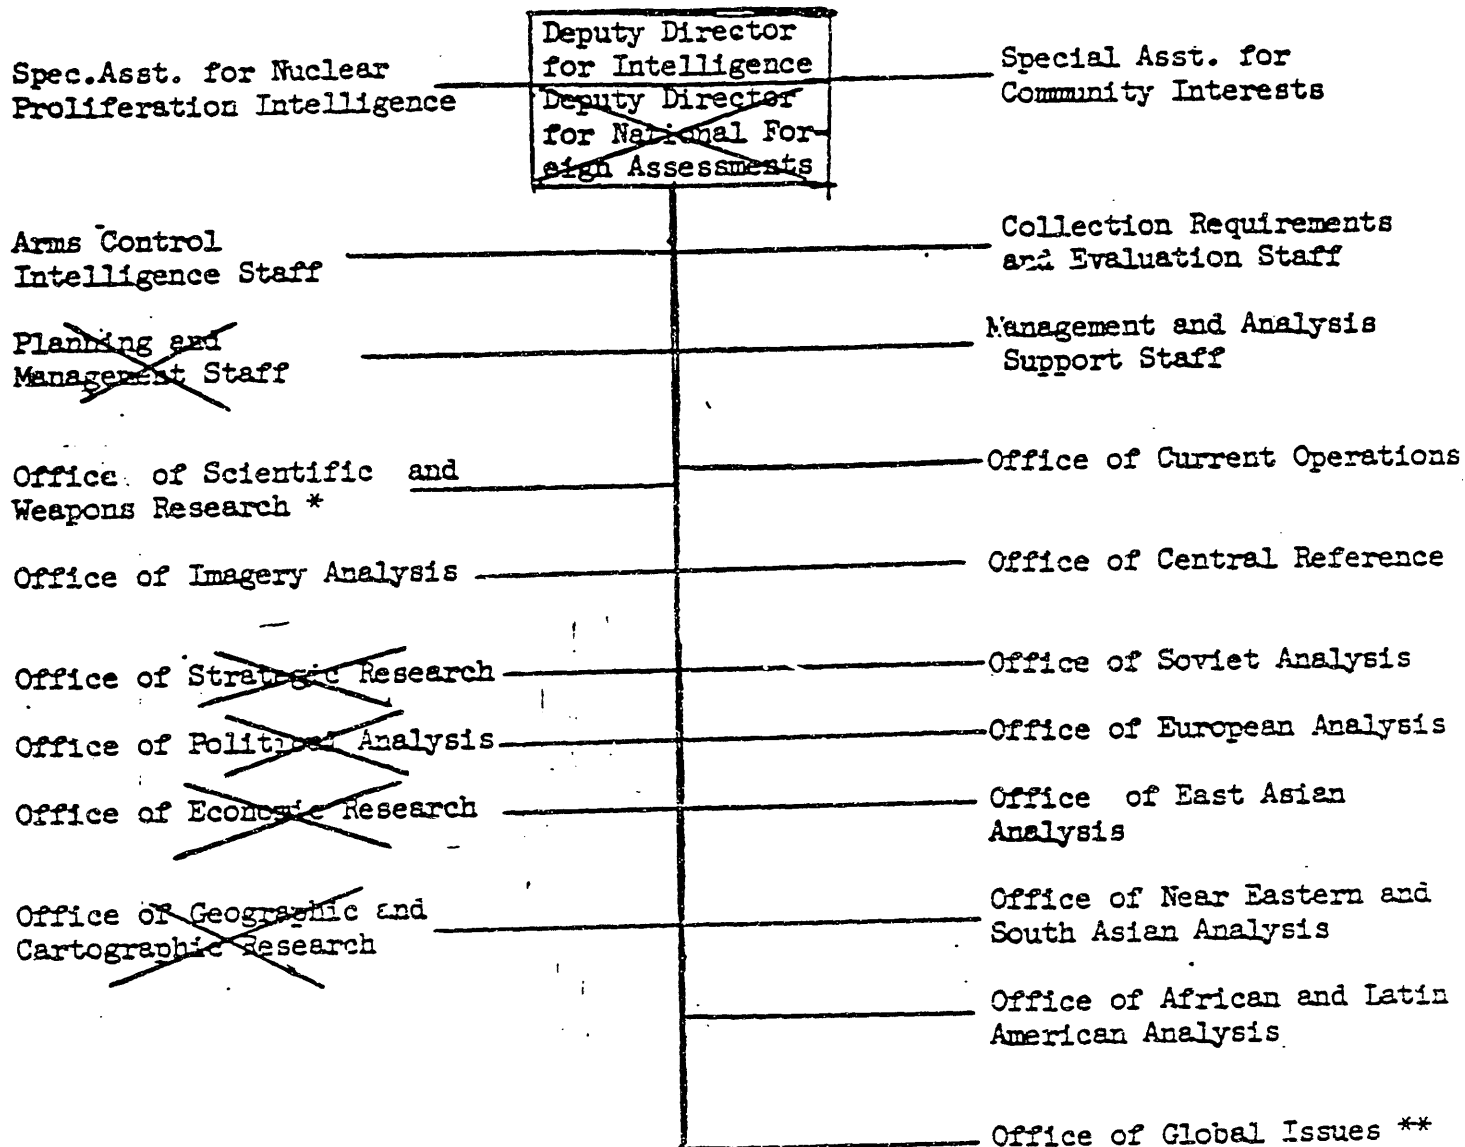 Deputy Director
for Intelligence
Deputy Director
for National For-
eign Assessments
Spec.Asst. for Nuclear
Proliferation Intelligence
Special Asst. for
Community Interests
Arms Control
Intelligence Staff
Collection Requirements
and Evaluation Staff
Planning and
Management Staff
Management and Analysis
Support Staff
Office of Scientific and
Weapons Research *
Office of Current Operations
Office of Imagery Analysis
Office of Central Reference
Office of Strategic Research
Office of Soviet Analysis
Office of Political Analysis
Office of European Analysis
Office of Economic Research
Office of East Asian
Analysis
Office of Geographic and
Cartographic Research
Office of Near Eastern and
South Asian Analysis
Office of African and Latin
American Analysis
Office of Global Issues **